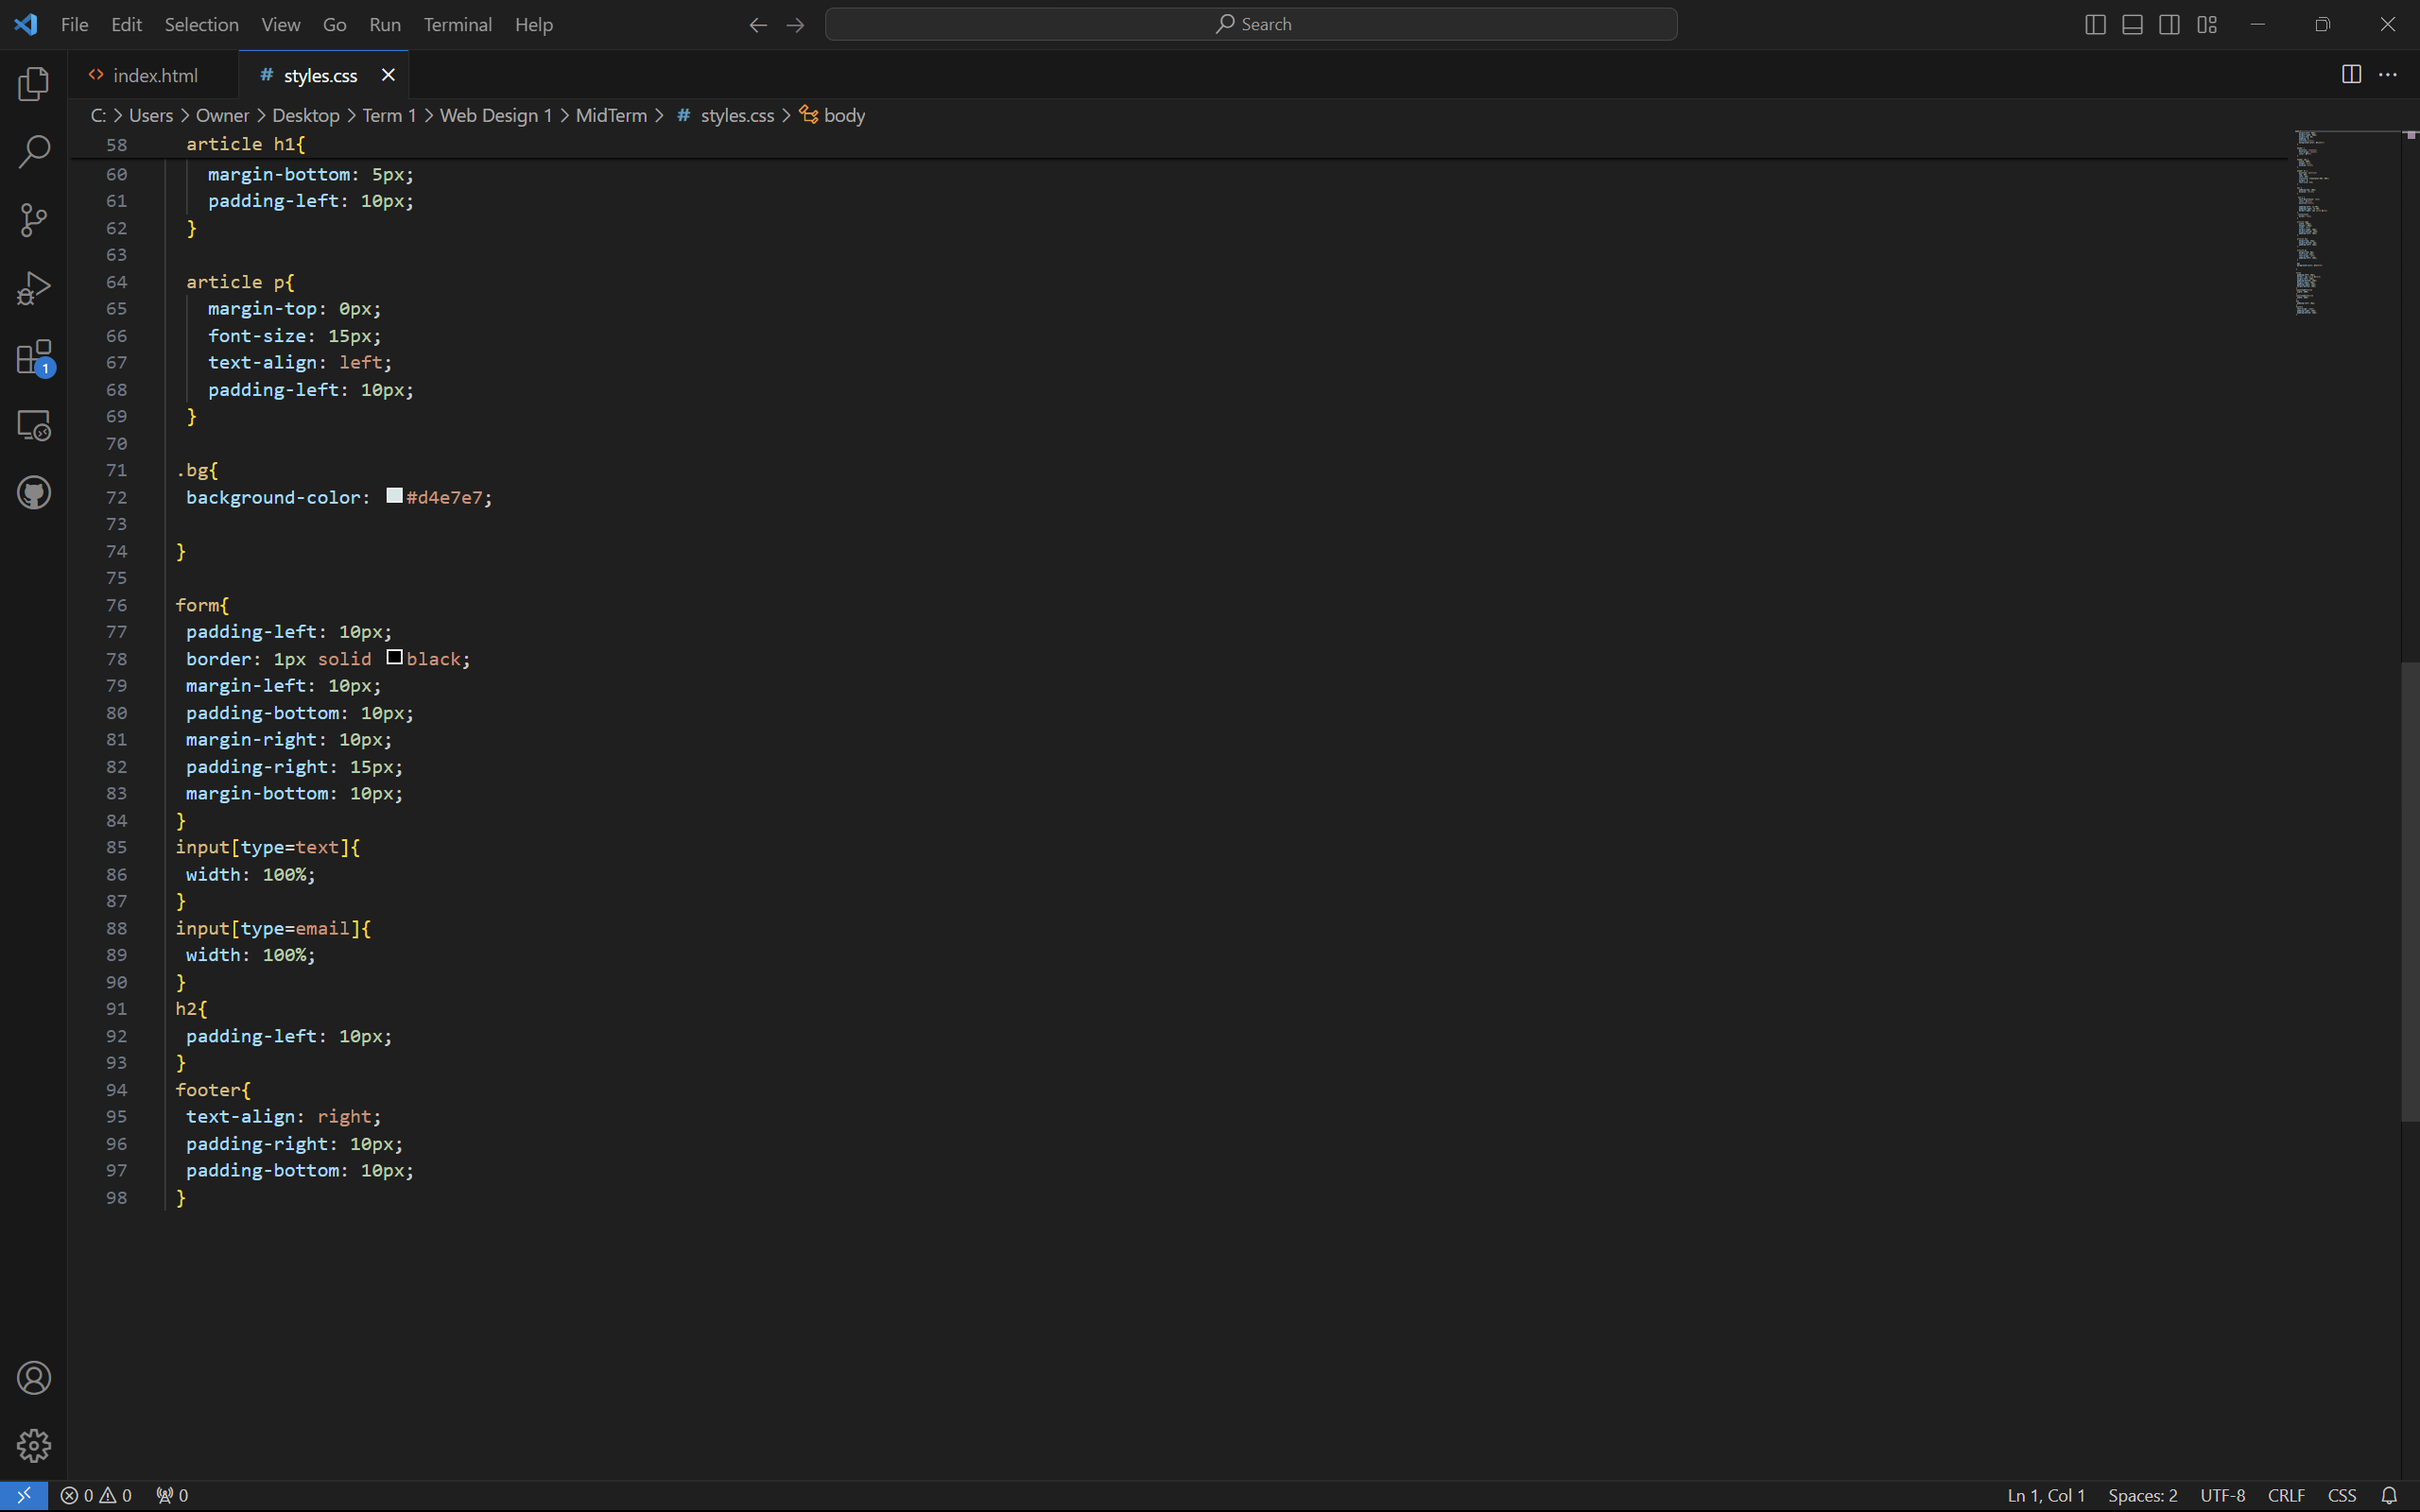 File Edit Selection View Go Run Terminal Help Search
index.html # styles.css
C: > Users > Owner > Desktop > Term 1 > Web Design 1 > MidTerm > # styles.css > body
58 article h1{
60 margin-bottom: 5px;
61 padding-left: 10px;
62 }
63
64 article p{
65 margin-top: 0px;
66 font-size: 15px;
67 text-align: left;
68 padding-left: 10px;
69 }
70
71 .bg{
72 background-color: #d4e7e7;
73
74 }
75
76 form{
77 padding-left: 10px;
78 border: 1px solid black;
79 margin-left: 10px;
80 padding-bottom: 10px;
81 margin-right: 10px;
82 padding-right: 15px;
83 margin-bottom: 10px;
84 }
85 input[type=text]{
86 width: 100%;
87 }
88 input[type=email]{
89 width: 100%;
90 }
91 h2{
92 padding-left: 10px;
93 }
94 footer{
95 text-align: right;
96 padding-right: 10px;
97 padding-bottom: 10px;
98 }
1
0 0 0 Ln 1, Col 1 Spaces: 2 UTF-8 CRLF CSS